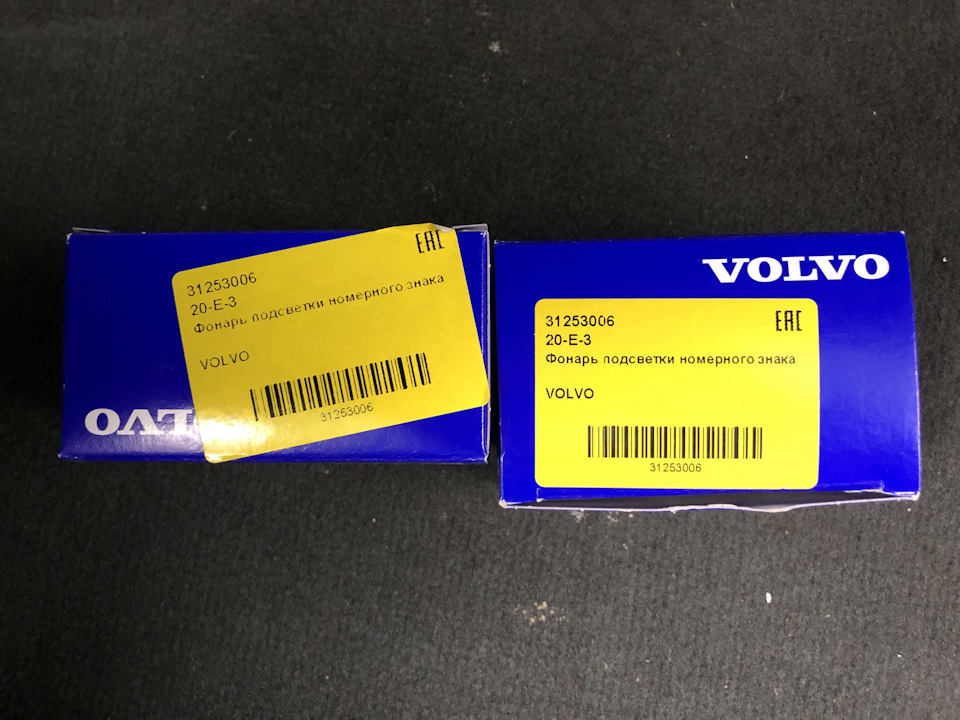 EAC
31253006
20-E-3
Фонарь подсветки номерного знака
VOLVO
31253006
VOLVO
VOLVO
31253006
EAC
20-E-3
Фонарь подсветки номерного знака
VOLVO
31253006